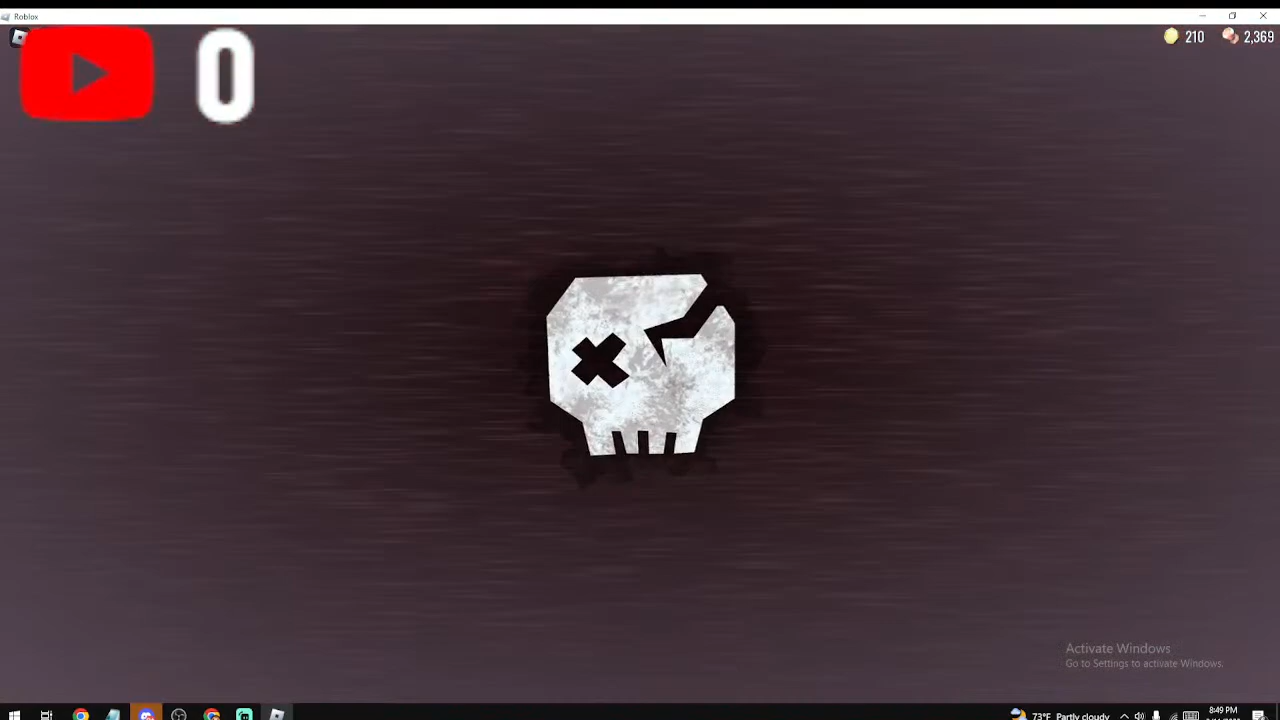 Roblox
210
2,369
0
Activate Windows
Go to Settings to activate Windows.
73°F Partly cloudy
8:49 PM